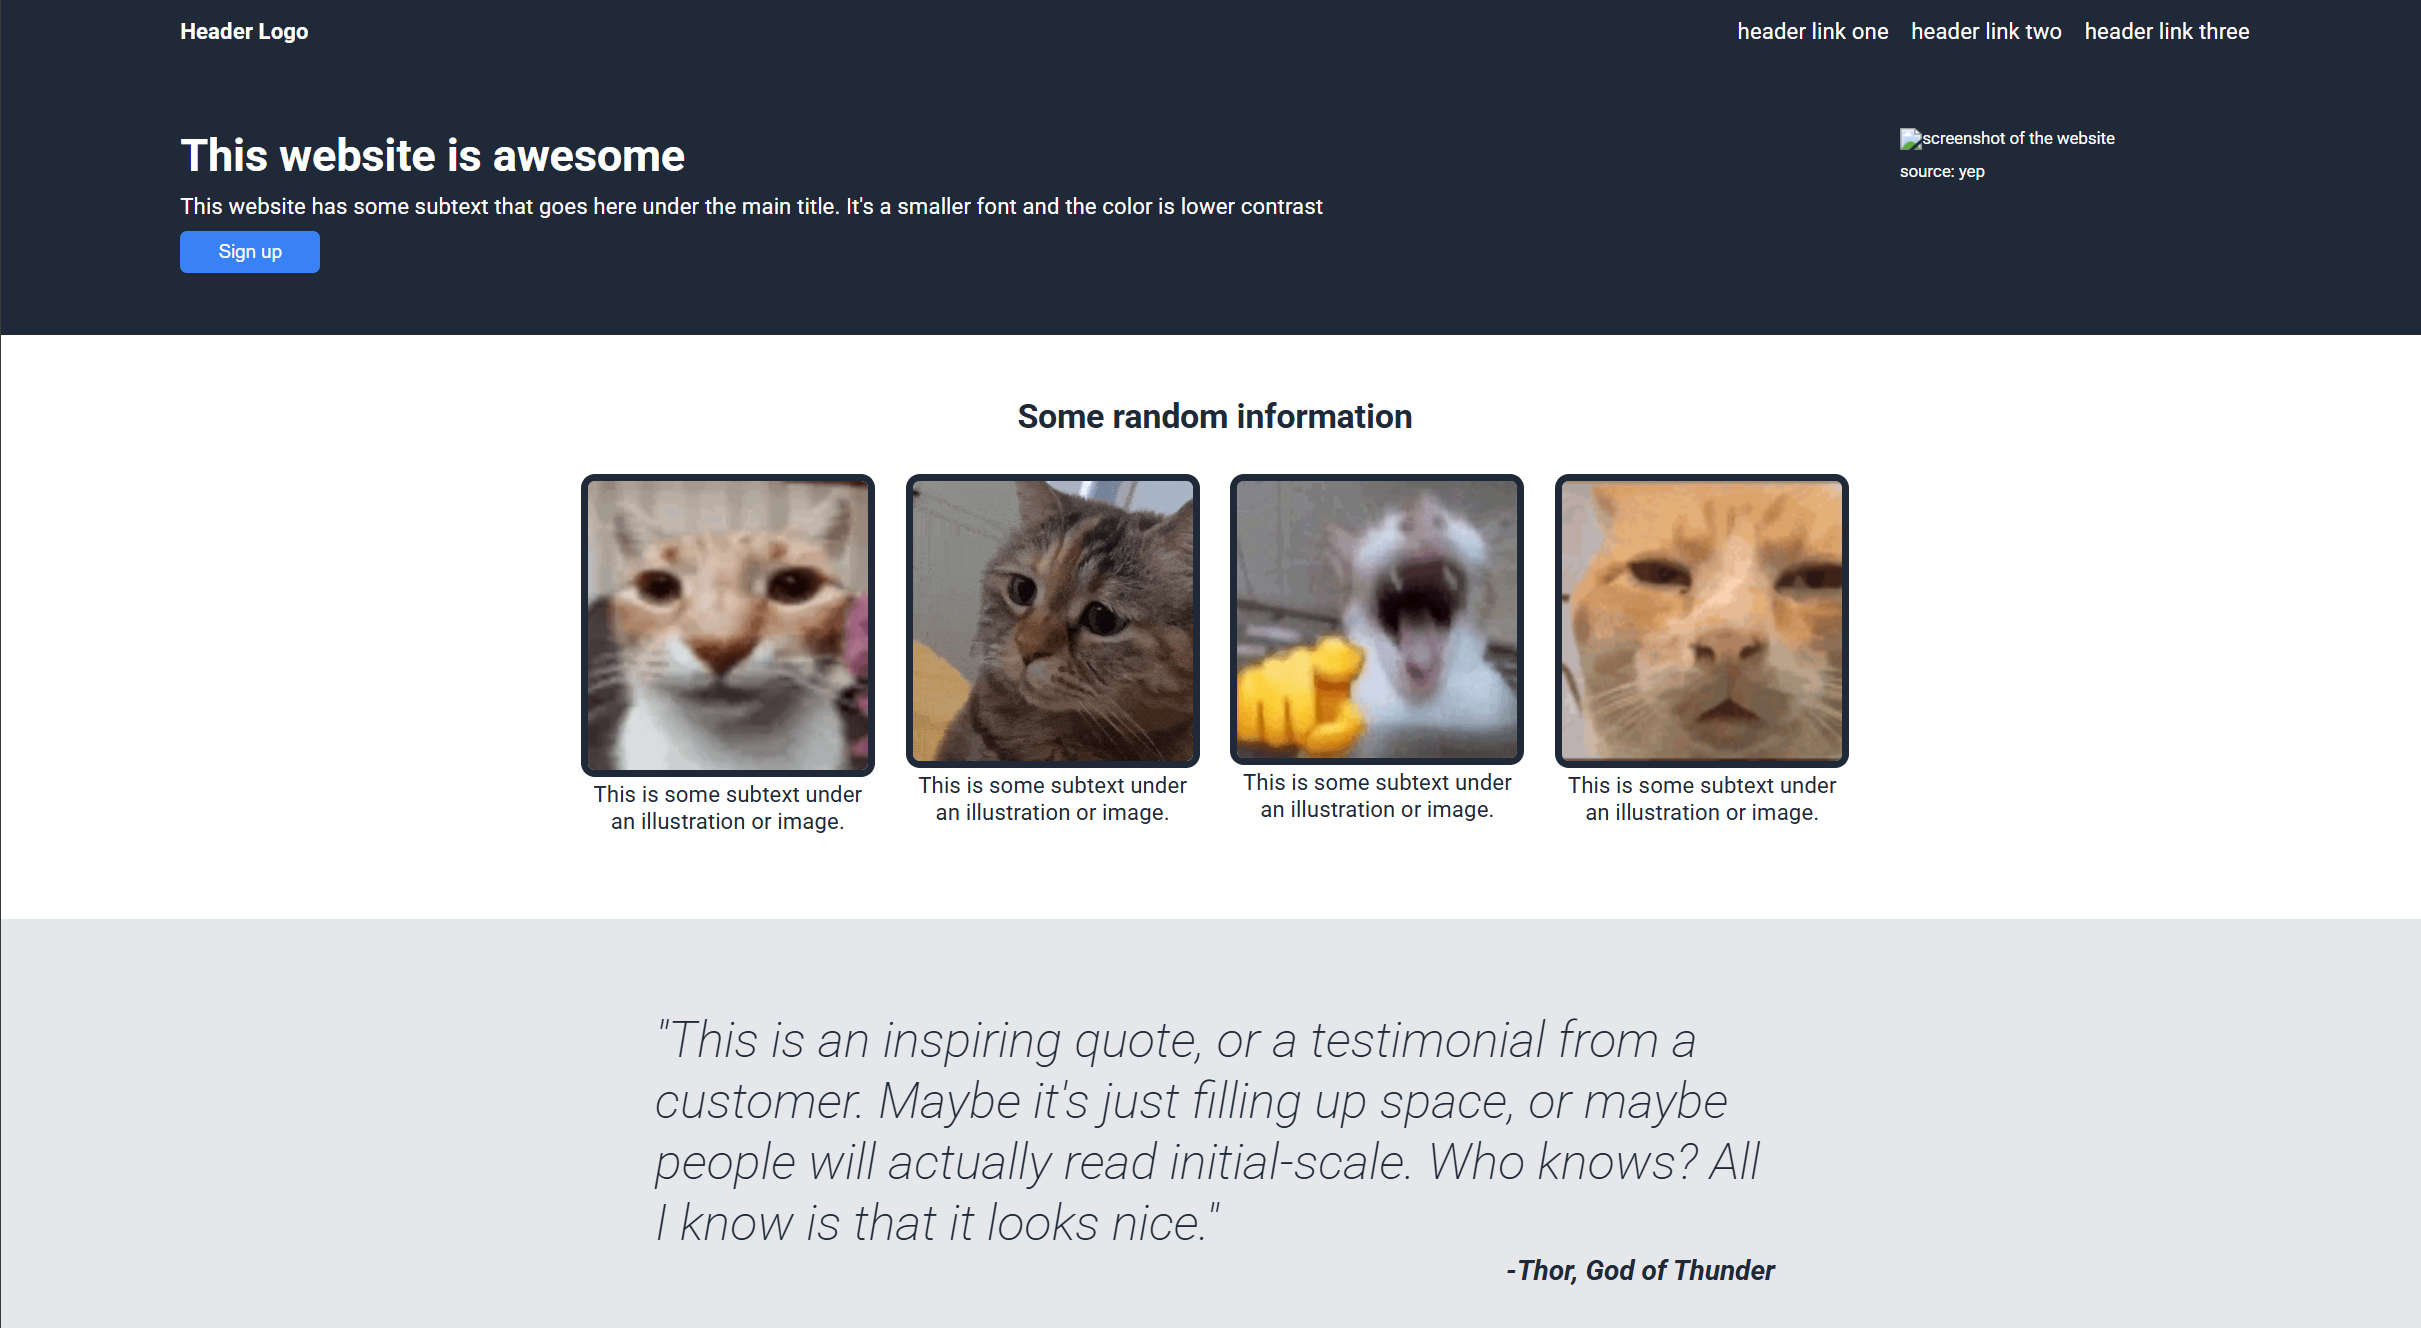 Header Logo
header link one header link two header link three
This website is awesome
This website has some subtext that goes here under the main title. It's a smaller font and the color is lower contrast
Sign up
screenshot of the website
source: yep
Some random information
This is some subtext under
an illustration or image.
This is some subtext under
an illustration or image.
This is some subtext under
an illustration or image.
This is some subtext under
an illustration or image.
"This is an inspiring quote, or a testimonial from a
customer. Maybe it's just filling up space, or maybe
people will actually read initial-scale. Who knows? All
I know is that it looks nice."
-Thor, God of Thunder